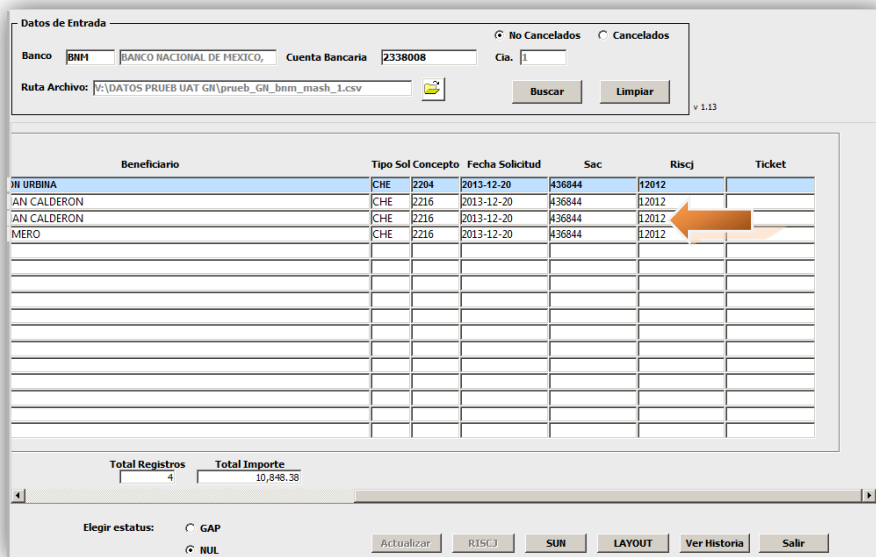 Datos de Entrada
No Cancelados Cancelados
Banco BNM BANCO NACIONAL DE MEXICO, Cuenta Bancaria 2338008 Cia. 1
Ruta Archivo: V:\DATOS PRUEB UAT GN\prueb_GN_bnm_mash_1.csv Buscar Limpiar
v 1.13
Beneficiario Tipo Sol Concepto Fecha Solicitud Sac Riscj Ticket
ON URBINA CHE 2204 2013-12-20 436844 12012
IAN CALDERON CHE 2216 2013-12-20 436844 12012
IAN CALDERON CHE 2216 2013-12-20 436844 12012
MERO CHE 2216 2013-12-20 436844 12012
Total Registros Total Importe
4 10,848.38
Elegir estatus: GAP
NUL
Actualizar RISCJ SUN LAYOUT Ver Historia Salir